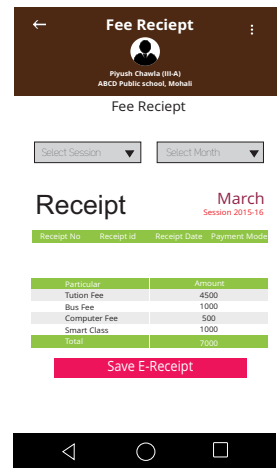 Fee Reciept
Piyush Chawla (III-A)
ABCD Public school, Mohali
Fee Reciept
Select Session Select Month
Receipt March
Session 2015-16
Receipt No Receipt id Receipt Date Payment Mode
Particular Amount
Tution Fee 4500
Bus Fee 1000
Computer Fee 500
Smart Class 1000
Total 7000
Save E-Receipt